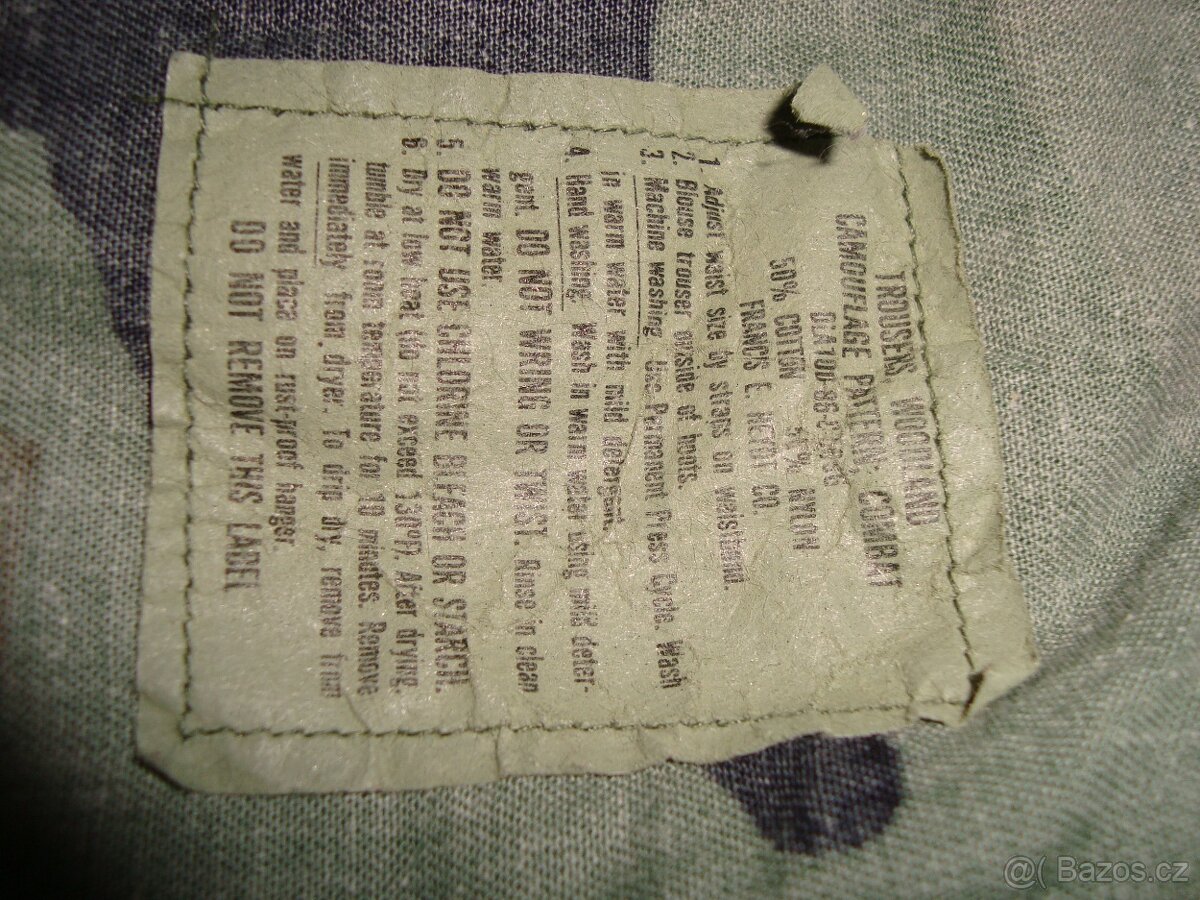 TROUSERS, WOODLAND
CAMOUFLAGE PATTERN; COMBAT
DLA100-86-C-
50% COTTON 50% NYLON
FRANCIS
CO.
1. Adjust waist size by straps on waistband.
2. Blouse trouser outside of boots.
3. Machine washing. Use Permanent Press Cycle. Wash
in warm water with mild detergent.
4. Hand washing. Wash in warm water using mild deter-
gent. DO NOT WRING OR TWIST. Rinse in clean
warm water.
5. DO NOT USE CHLORINE BLEACH OR STARCH.
6. Dry at low heat (do not exceed 130°F). After drying,
tumble at room temperature for 10 minutes. Remove
immediately from dryer. To drip dry, remove from
water and place on rust-proof hanger.
DO NOT REMOVE THIS LABEL
@( Bazos.cz